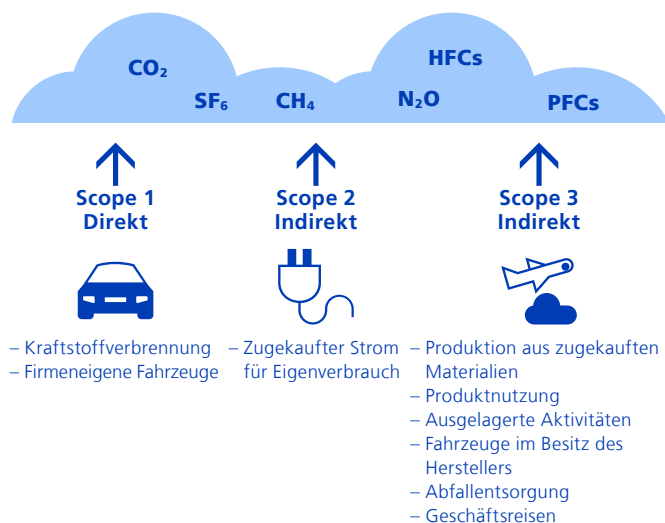 CO₂
HFCs
SF₆
CH₄
N₂O
PFCs
Scope 1
Direkt
Scope 2
Indirekt
Scope 3
Indirekt
– Kraftstoffverbrennung
– Firmeneigene Fahrzeuge
– Zugekaufter Strom
für Eigenverbrauch
– Produktion aus zugekauften
Materialien
– Produktnutzung
– Ausgelagerte Aktivitäten
– Fahrzeuge im Besitz des
Herstellers
– Abfallentsorgung
– Geschäftsreisen